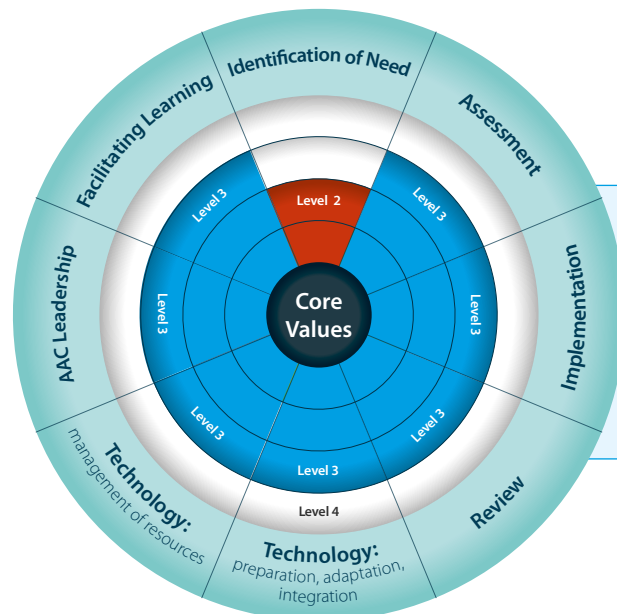 Identification of Need
Assessment
Implementation
Review
Technology:
preparation, adaptation,
integration
Technology:
management of resources
AAC Leadership
Facilitating Learning
Level 2
Level 3
Level 3
Level 3
Level 3
Level 3
Level 3
Level 3
Level 4
Core
Values